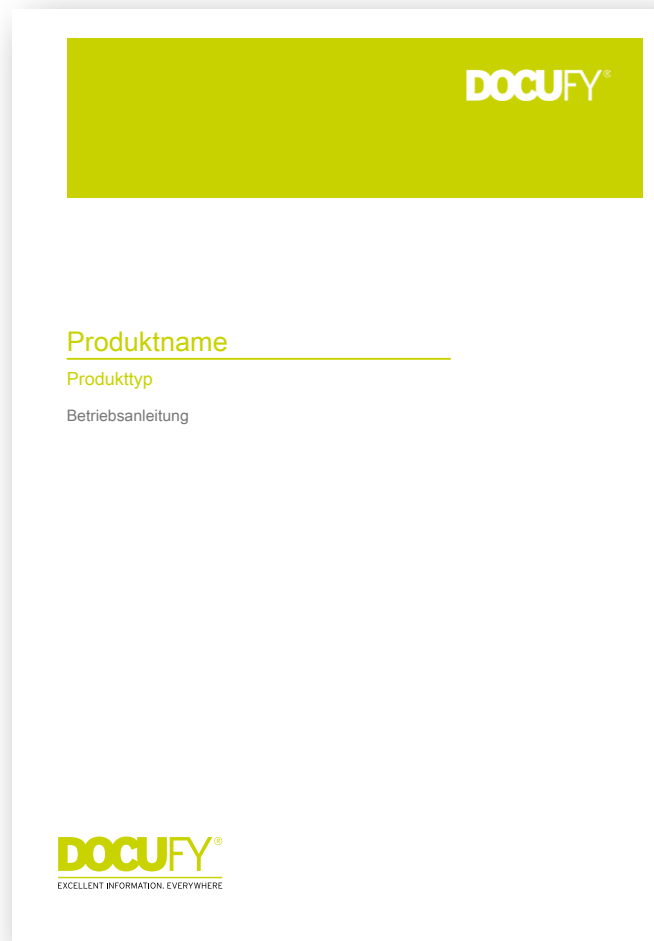 DOCUFY®
Produktname
Produkttyp
Betriebsanleitung
DOCUFY®
EXCELLENT INFORMATION. EVERYWHERE